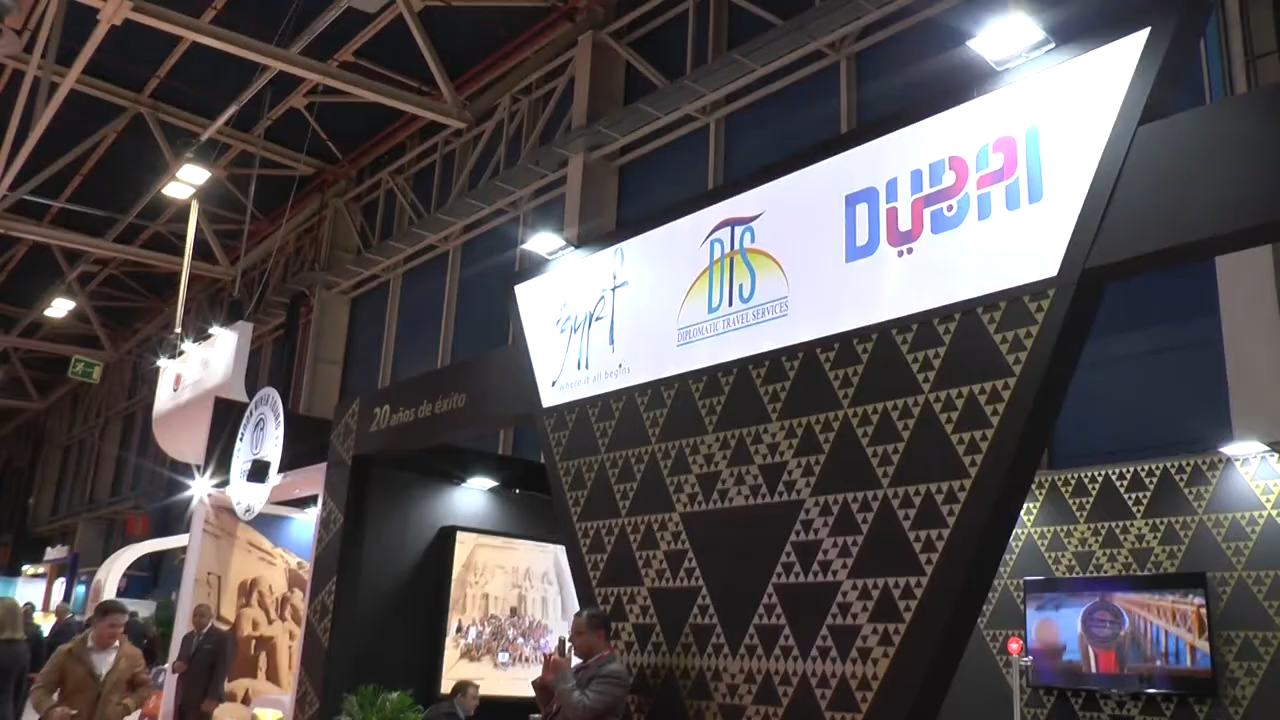 Egypt
where it all begins
DTS
DIPLOMATIC TRAVEL SERVICES
DUBAI
20 años de éxito